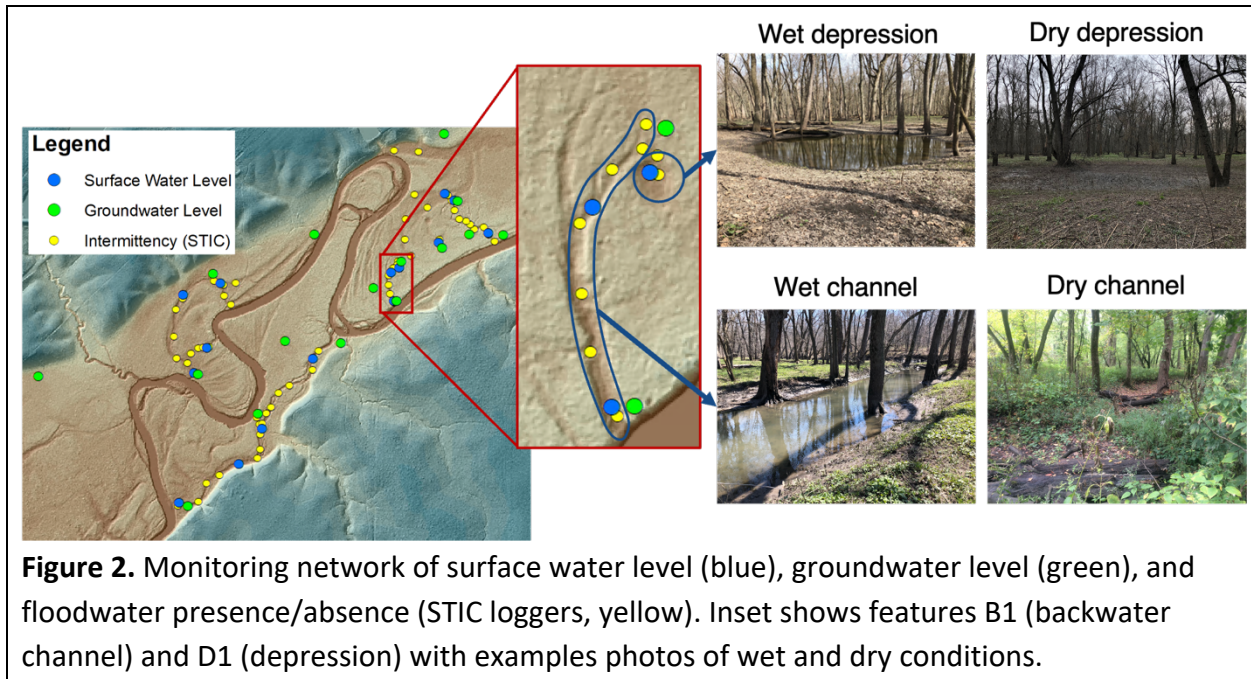 Wet depression
Dry depression
Legend
Surface Water Level
Groundwater Level
Intermittency (STIC)
Wet channel
Dry channel
Figure 2. Monitoring network of surface water level (blue), groundwater level (green), and
floodwater presence/absence (STIC loggers, yellow). Inset shows features B1 (backwater
channel) and D1 (depression) with examples photos of wet and dry conditions.